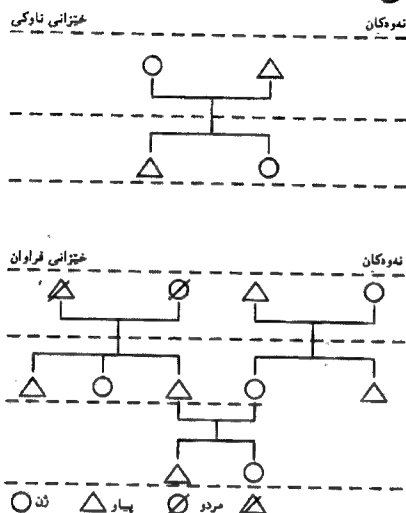 نەوەکان خێزانی ناوکی
نەوەکان خێزانی فراوان
مردو پیاو ژن